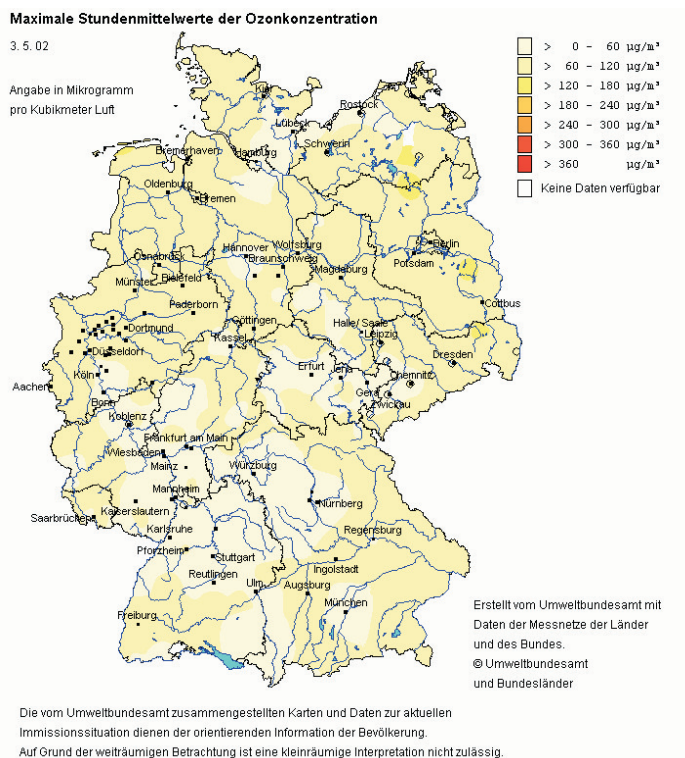 Maximale Stundenmittelwerte der Ozonkonzentration
3. 5. 02
Angabe in Mikrogramm
pro Kubikmeter Luft
> 0 - 60 µg/m³
> 60 - 120 µg/m³
> 120 - 180 µg/m³
> 180 - 240 µg/m³
> 240 - 300 µg/m³
> 300 - 360 µg/m³
> 360 µg/m³
Keine Daten verfügbar
Kiel
Rostock
Lübeck
Schwerin
Bremerhaven
Hamburg
Oldenburg
Bremen
Hannover
Wolfsburg
Berlin
Osnabrück
Braunschweig
Potsdam
Magdeburg
Bielefeld
Münster
Cottbus
Paderborn
Dortmund
Göttingen
Halle/ Saale
Leipzig
Kassel
Düsseldorf
Dresden
Köln
Erfurt
Jena
Chemnitz
Aachen
Gera
Bonn
Zwickau
Koblenz
Frankfurt am Main
Wiesbaden
Mainz
Würzburg
Mannheim
Nürnberg
Kaiserslautern
Saarbrücken
Karlsruhe
Regensburg
Pforzheim
Stuttgart
Ingolstadt
Reutlingen
Ulm
Augsburg
München
Freiburg
Erstellt vom Umweltbundesamt mit
Daten der Messnetze der Länder
und des Bundes.
© Umweltbundesamt
und Bundesländer
Die vom Umweltbundesamt zusammengestellten Karten und Daten zur aktuellen
Immissionssituation dienen der orientierenden Information der Bevölkerung.
Auf Grund der weiträumigen Betrachtung ist eine kleinräumige Interpretation nicht zulässig.